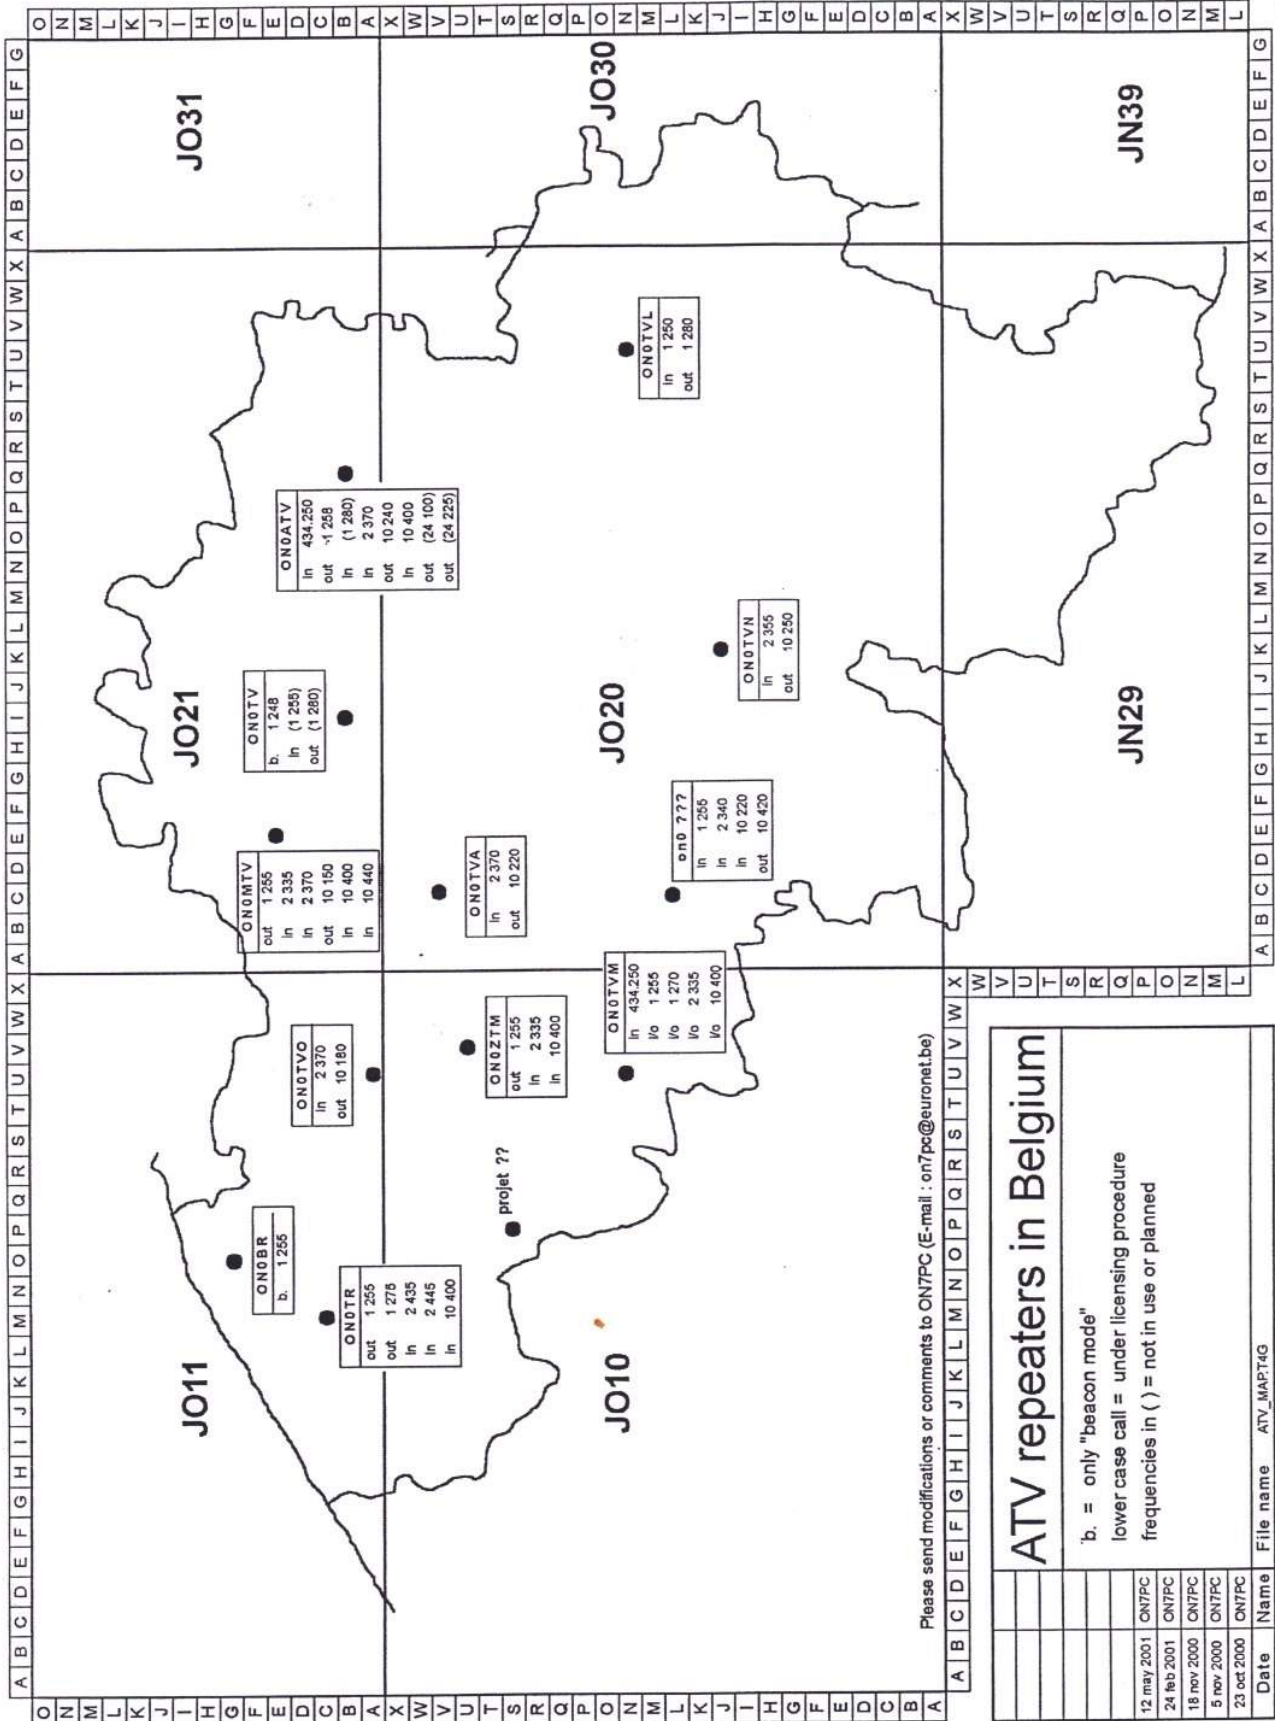 A B C D E F G H I J K L M N O P Q R S T U V W X A B C D E F G H I J K L M N O P Q R S T U V W X A B C D E F G
O N M L K J I H G F E D C B A X W V U T S R Q P O N M L K J I H G F E D C B A
O N M L K J I H G F E D C B A X W V U T S R Q P O N M L K J I H G F E D C B A X W V U T S R Q P O N M L
JO11
JO21
JO31
ON0BR
b. 1 255
ON0TR
out 1 255
out 1 275
in 2 435
in 2 445
in 10 400
ON0TVO
in 2 370
out 10 180
ON0MTV
out 1 255
in 2 335
in 2 370
out 10 150
in 10 400
in 10 440
ON0TV
b. 1 248
in (1 255)
out (1 280)
ON0ATV
in 434.250
out ~1 258
in (1 280)
in 2 370
out 10 240
in 10 400
out (24 100)
out (24 225)
JO10
JO20
JO30
projet ??
ON0ZTM
out 1 255
in 2 335
in 10 400
ON0TVA
in 2 370
out 10 220
ON0TVM
in 434.250
I/o 1 255
I/o 1 270
I/o 2 335
I/o 10 400
on0 ???
in 1 255
in 2 340
in 10 220
out 10 420
ON0TVN
in 2 355
out 10 250
ON0TVL
in 1 250
out 1 280
Please send modifications or comments to ON7PC (E-mail : on7pc@euronet.be)
A B C D E F G H I J K L M N O P Q R S T U V W X
X W V U T S R Q P O N M L
JN29
JN39
A B C D E F G H I J K L M N O P Q R S T U V W X A B C D E F G
ATV repeaters in Belgium
b. = only "beacon mode"
lower case call = under licensing procedure
frequencies in ( ) = not in use or planned
12 may 2001 ON7PC
24 feb 2001 ON7PC
18 nov 2000 ON7PC
5 nov 2000 ON7PC
23 oct 2000 ON7PC
Date Name File name ATV_MAP.T4G